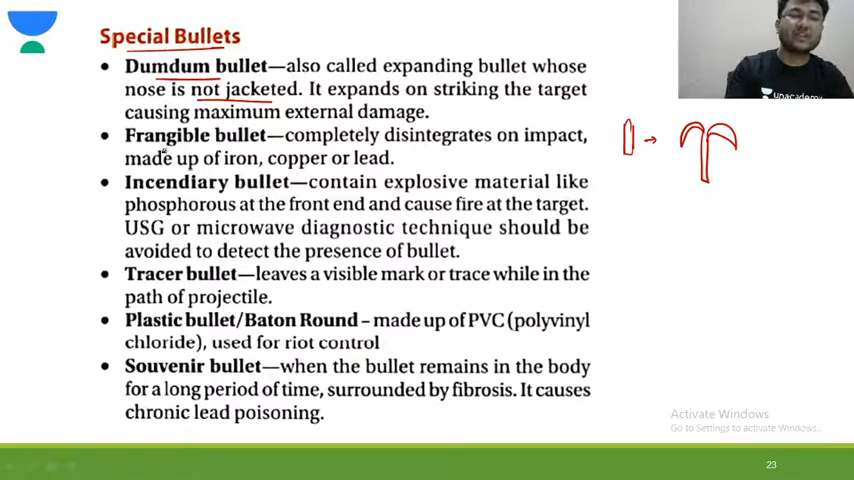 Special Bullets
• Dumdum bullet—also called expanding bullet whose
nose is not jacketed. It expands on striking the target
causing maximum external damage.
• Frangible bullet—completely disintegrates on impact,
made up of iron, copper or lead.
• Incendiary bullet—contain explosive material like
phosphorous at the front end and cause fire at the target.
USG or microwave diagnostic technique should be
avoided to detect the presence of bullet.
• Tracer bullet—leaves a visible mark or trace while in the
path of projectile.
• Plastic bullet/Baton Round – made up of PVC (polyvinyl
chloride), used for riot control
• Souvenir bullet—when the bullet remains in the body
for a long period of time, surrounded by fibrosis. It causes
chronic lead poisoning.
unacademy
Activate Windows
Go to Settings to activate Windows.
23